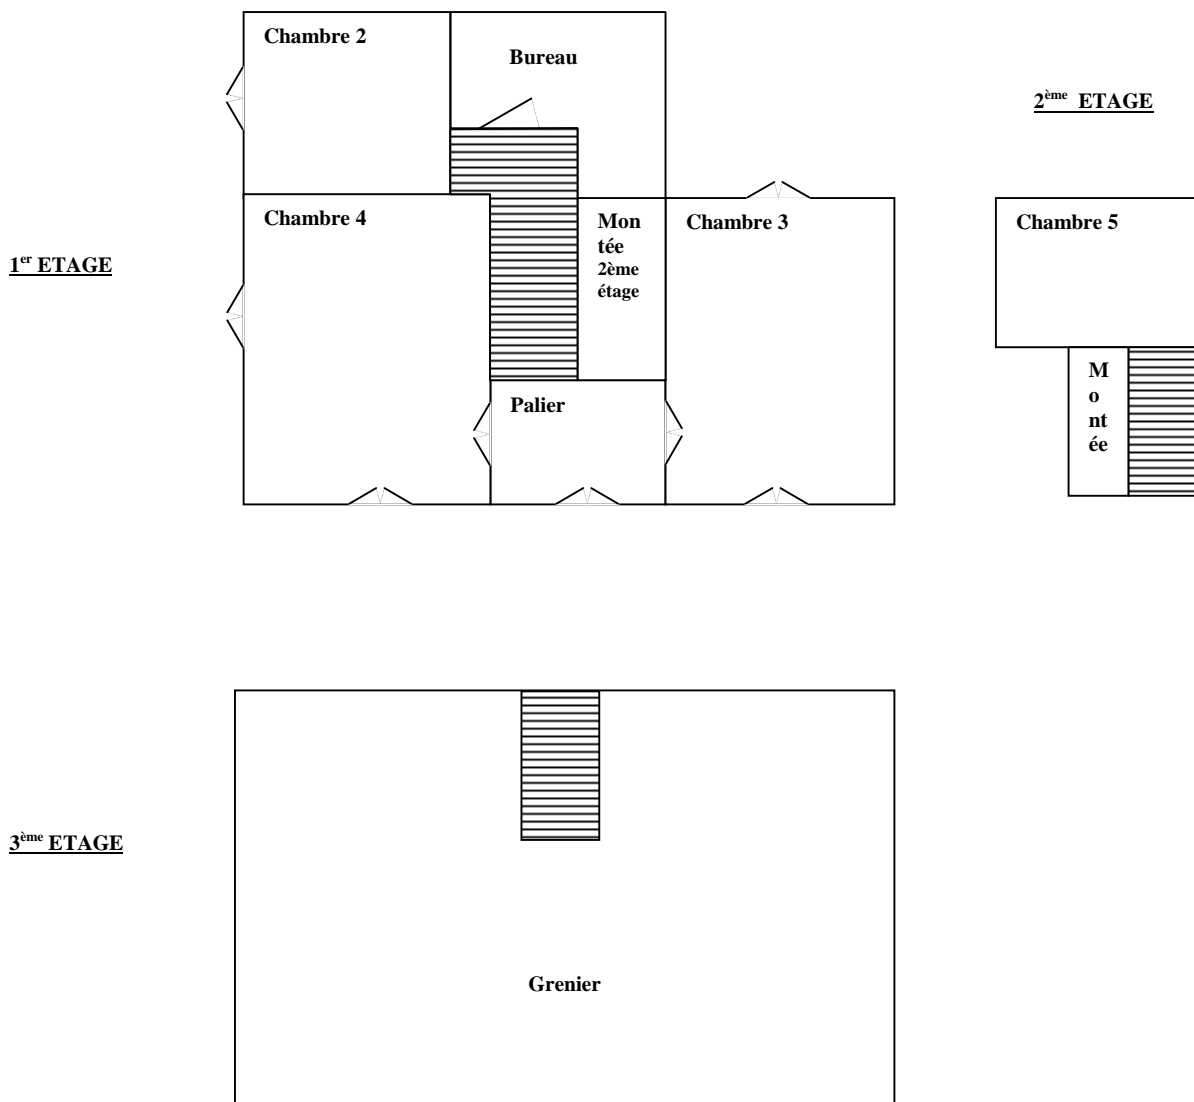 Chambre 2
Bureau
2ème ETAGE
Chambre 4
Mon
tée
2ème
étage
Chambre 3
Chambre 5
1er ETAGE
M
o
nt
ée
Palier
3ème ETAGE
Grenier